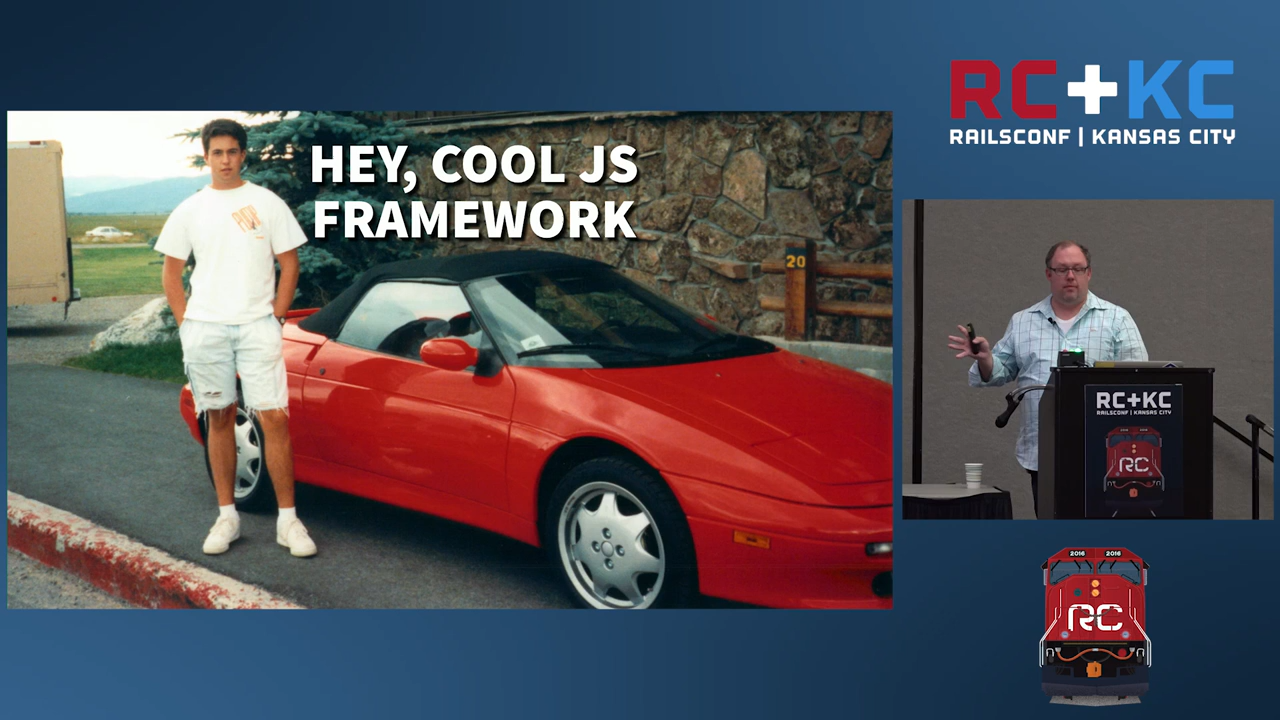 HEY, COOL JS
FRAMEWORK
20
RC+KC
RAILSCONF | KANSAS CITY
RC+KC
RAILSCONF | KANSAS CITY
RC
2016 2016
RC